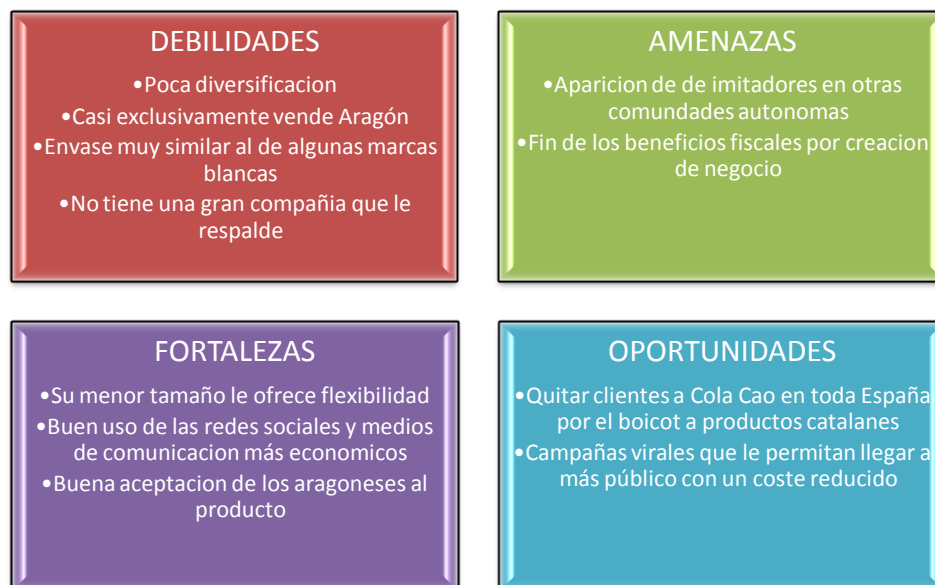 DEBILIDADES
•Poca diversificacion
•Casi exclusivamente vende Aragón
•Envase muy similar al de algunas marcas
blancas
•No tiene una gran compañia que le
respalde
AMENAZAS
•Aparicion de de imitadores en otras
comundades autonomas
•Fin de los beneficios fiscales por creacion
de negocio
FORTALEZAS
•Su menor tamaño le ofrece flexibilidad
•Buen uso de las redes sociales y medios
de comunicacion más economicos
•Buena aceptacion de los aragoneses al
producto
OPORTUNIDADES
•Quitar clientes a Cola Cao en toda España
por el boicot a productos catalanes
•Campañas virales que le permitan llegar a
más público con un coste reducido